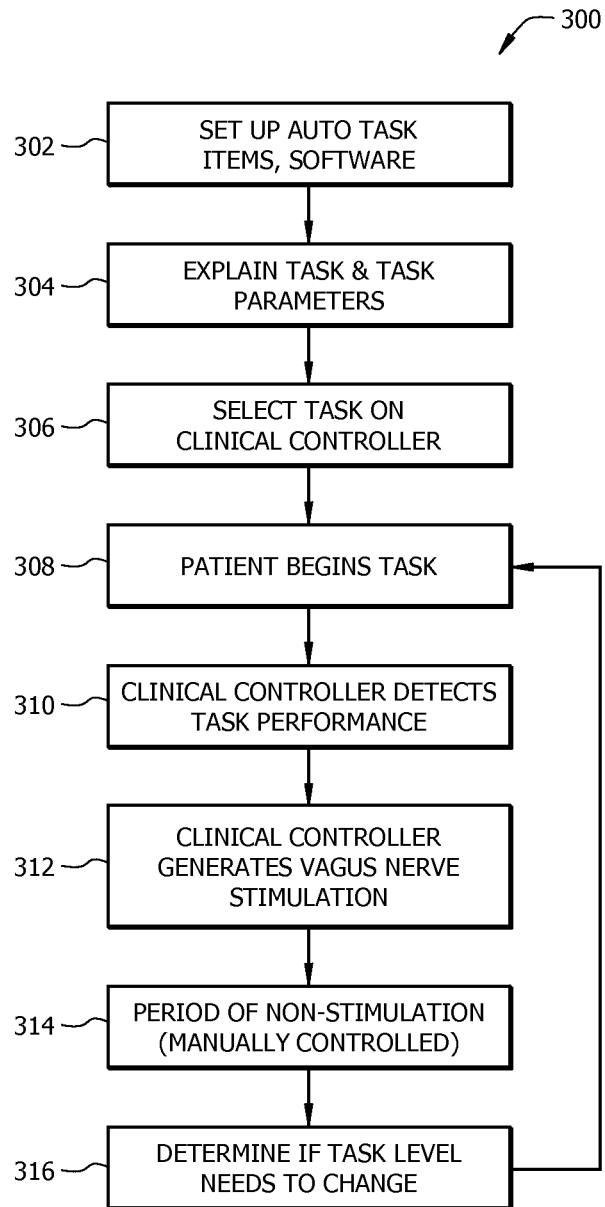 300
302
SET UP AUTO TASK
ITEMS, SOFTWARE
304
EXPLAIN TASK & TASK
PARAMETERS
306
SELECT TASK ON
CLINICAL CONTROLLER
308
PATIENT BEGINS TASK
310
CLINICAL CONTROLLER DETECTS
TASK PERFORMANCE
312
CLINICAL CONTROLLER
GENERATES VAGUS NERVE
STIMULATION
314
PERIOD OF NON-STIMULATION
(MANUALLY CONTROLLED)
316
DETERMINE IF TASK LEVEL
NEEDS TO CHANGE